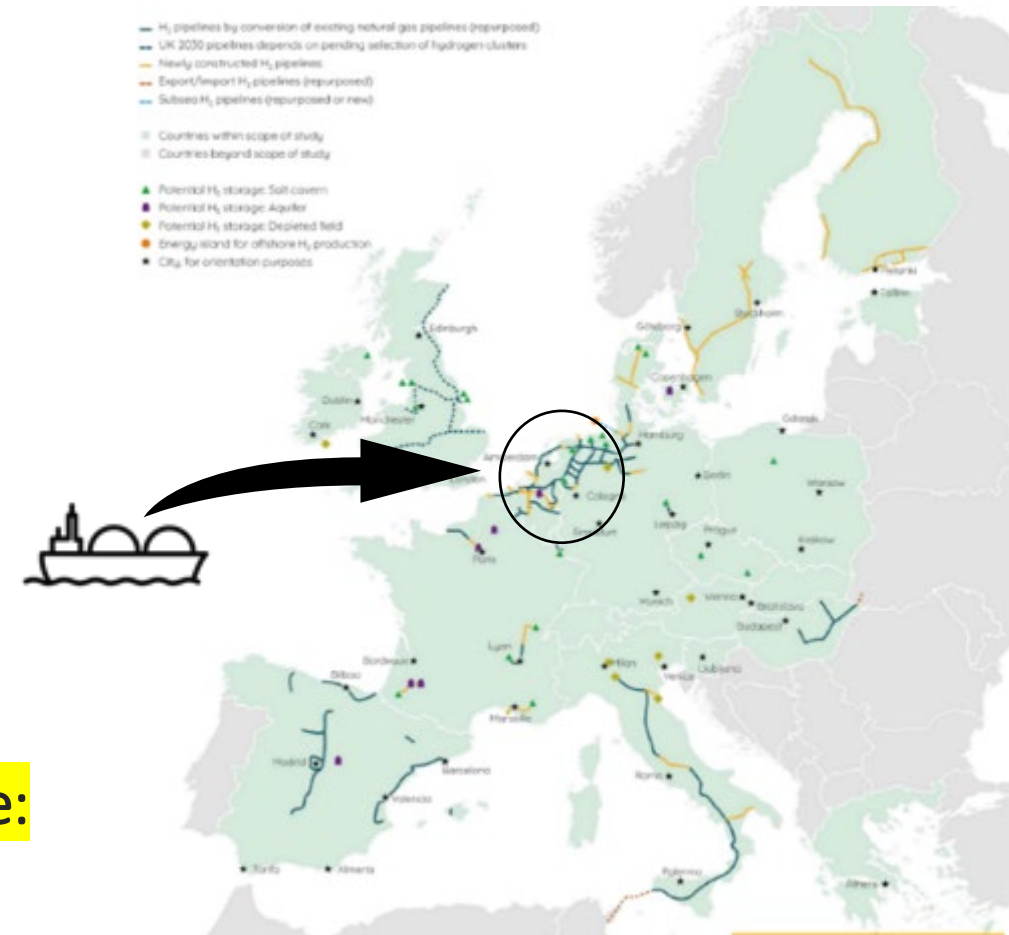 H₂ pipelines by conversion of existing natural gas pipelines (repurposed)
UK 2030 pipelines depends on pending selection of hydrogen clusters
Newly constructed H₂ pipelines
Export/Import H₂ pipelines (repurposed)
Subsea H₂ pipelines (repurposed or new)
Countries within scope of study
Countries beyond scope of study
Potential H₂ storage: Salt cavern
Potential H₂ storage: Aquifer
Potential H₂ storage: Depleted field
Energy island for offshore H₂ production
City, for orientation purposes
Helsinki
Tallinn
Stockholm
Göteborg
Edinburgh
Copenhagen
Dublin
Manchester
Gdansk
Cork
Hamburg
Amsterdam
Berlin
London
Warsaw
Cologne
Leipzig
Frankfurt
Prague
Krakow
Paris
Munich
Vienna
Bratislava
Budapest
Lyon
Bordeaux
Milan
Ljubljana
Venice
Bilbao
Marseille
Madrid
Barcelona
Rome
Valencia
Tarifa
Almeria
Palermo
Athens
e: